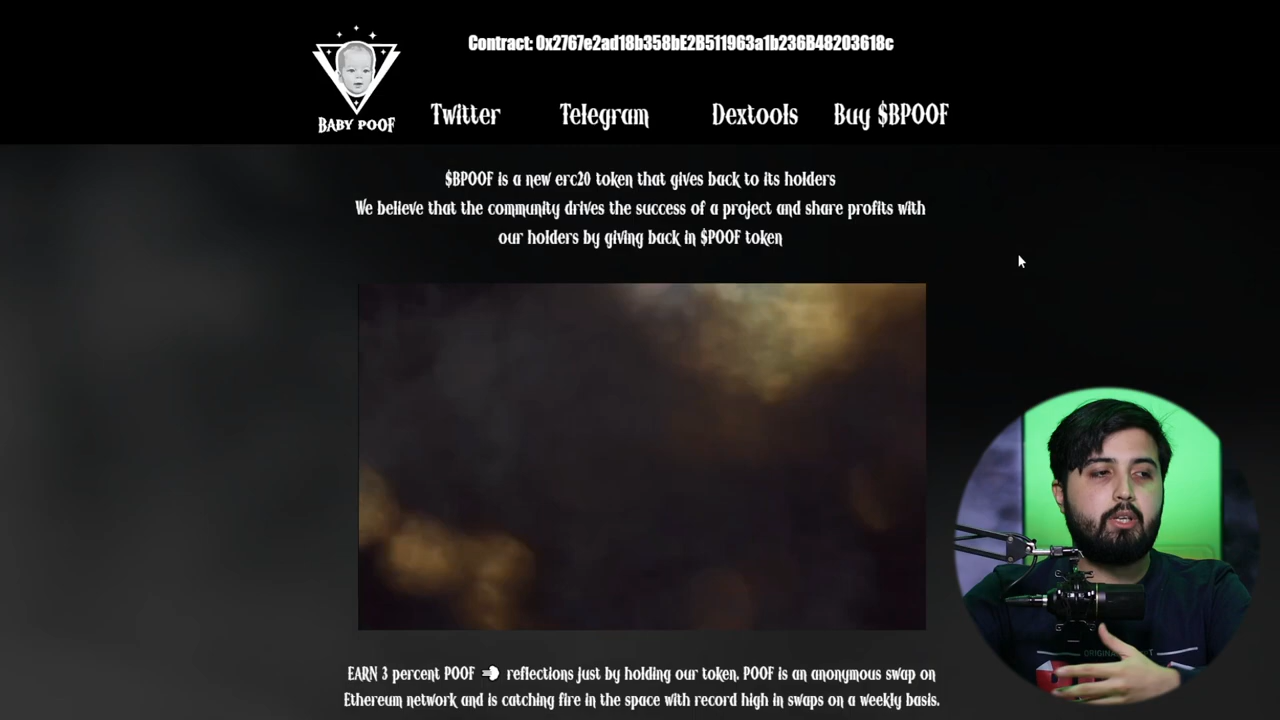 Contract: 0x2767e2ad18b358bE2B511963a1b236B48203618c
BABY POOF
Twitter Telegram Dextools Buy $BPOOF
$BPOOF is a new erc20 token that gives back to its holders
We believe that the community drives the success of a project and share profits with
our holders by giving back in $POOF token
EARN 3 percent POOF 💨 reflections just by holding our token. POOF is an anonymous swap on
Ethereum network and is catching fire in the space with record high in swaps on a weekly basis.